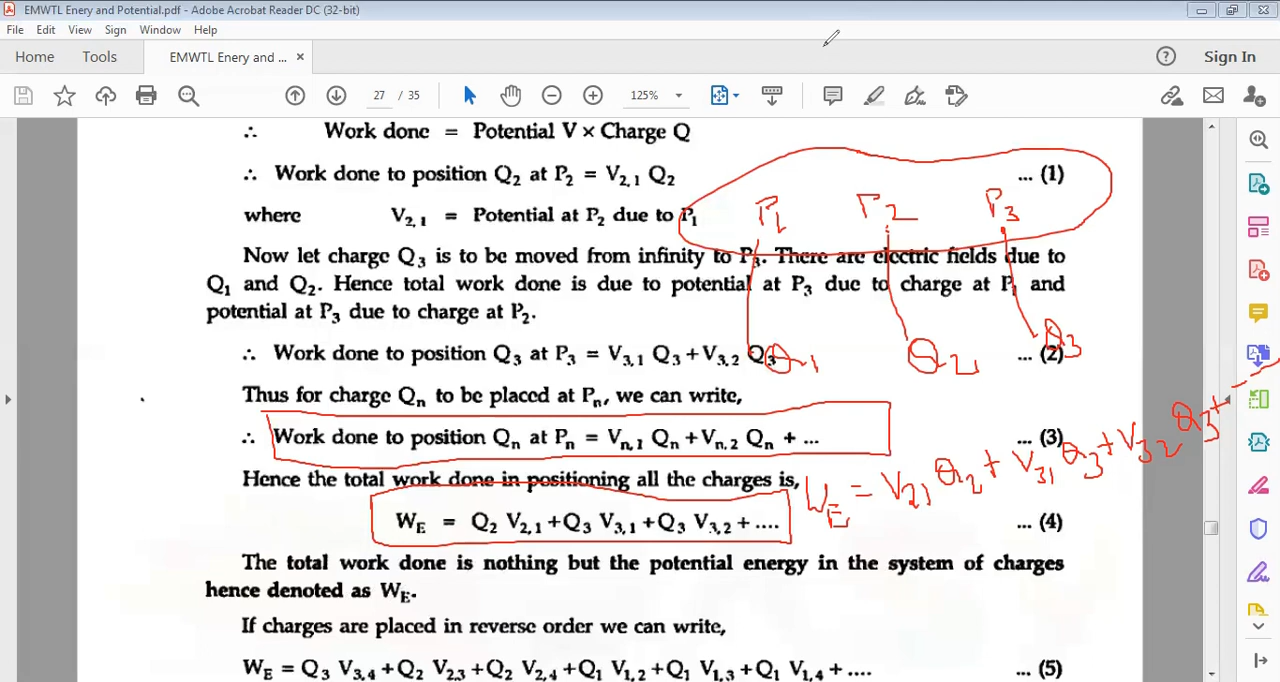 EMWTL Enery and Potential.pdf - Adobe Acrobat Reader DC (32-bit)
File Edit View Sign Window Help
Home Tools EMWTL Enery and ... × Sign In
27 / 35 125%
∴ Work done = Potential V × Charge Q
∴ Work done to position Q₂ at P₂ = V₂,₁ Q₂ ... (1)
P₁ P₂ P₃
where V₂,₁ = Potential at P₂ due to P₁
Now let charge Q₃ is to be moved from infinity to P₃. There are electric fields due to
Q₁ and Q₂. Hence total work done is due to potential at P₃ due to charge at P₁ and
potential at P₃ due to charge at P₂.
∴ Work done to position Q₃ at P₃ = V₃,₁ Q₃ + V₃,₂ Q₃ ... (2)
Q₁ Q₂ Q₃
Thus for charge Qₙ to be placed at Pₙ, we can write,
∴ Work done to position Qₙ at Pₙ = Vₙ,₁ Qₙ + Vₙ,₂ Qₙ + ... ... (3)
Hence the total work done in positioning all the charges is,
W_E = V₂₁ Q₂ + V₃₁ Q₃ + V₃₂ Q₃ + ---
W_E = Q₂ V₂,₁ + Q₃ V₃,₁ + Q₃ V₃,₂ + .... ... (4)
The total work done is nothing but the potential energy in the system of charges
hence denoted as W_E.
If charges are placed in reverse order we can write,
W_E = Q₃ V₃,₄ + Q₂ V₂,₃ + Q₂ V₂,₄ + Q₁ V₁,₂ + Q₁ V₁,₃ + Q₁ V₁,₄ + .... ... (5)